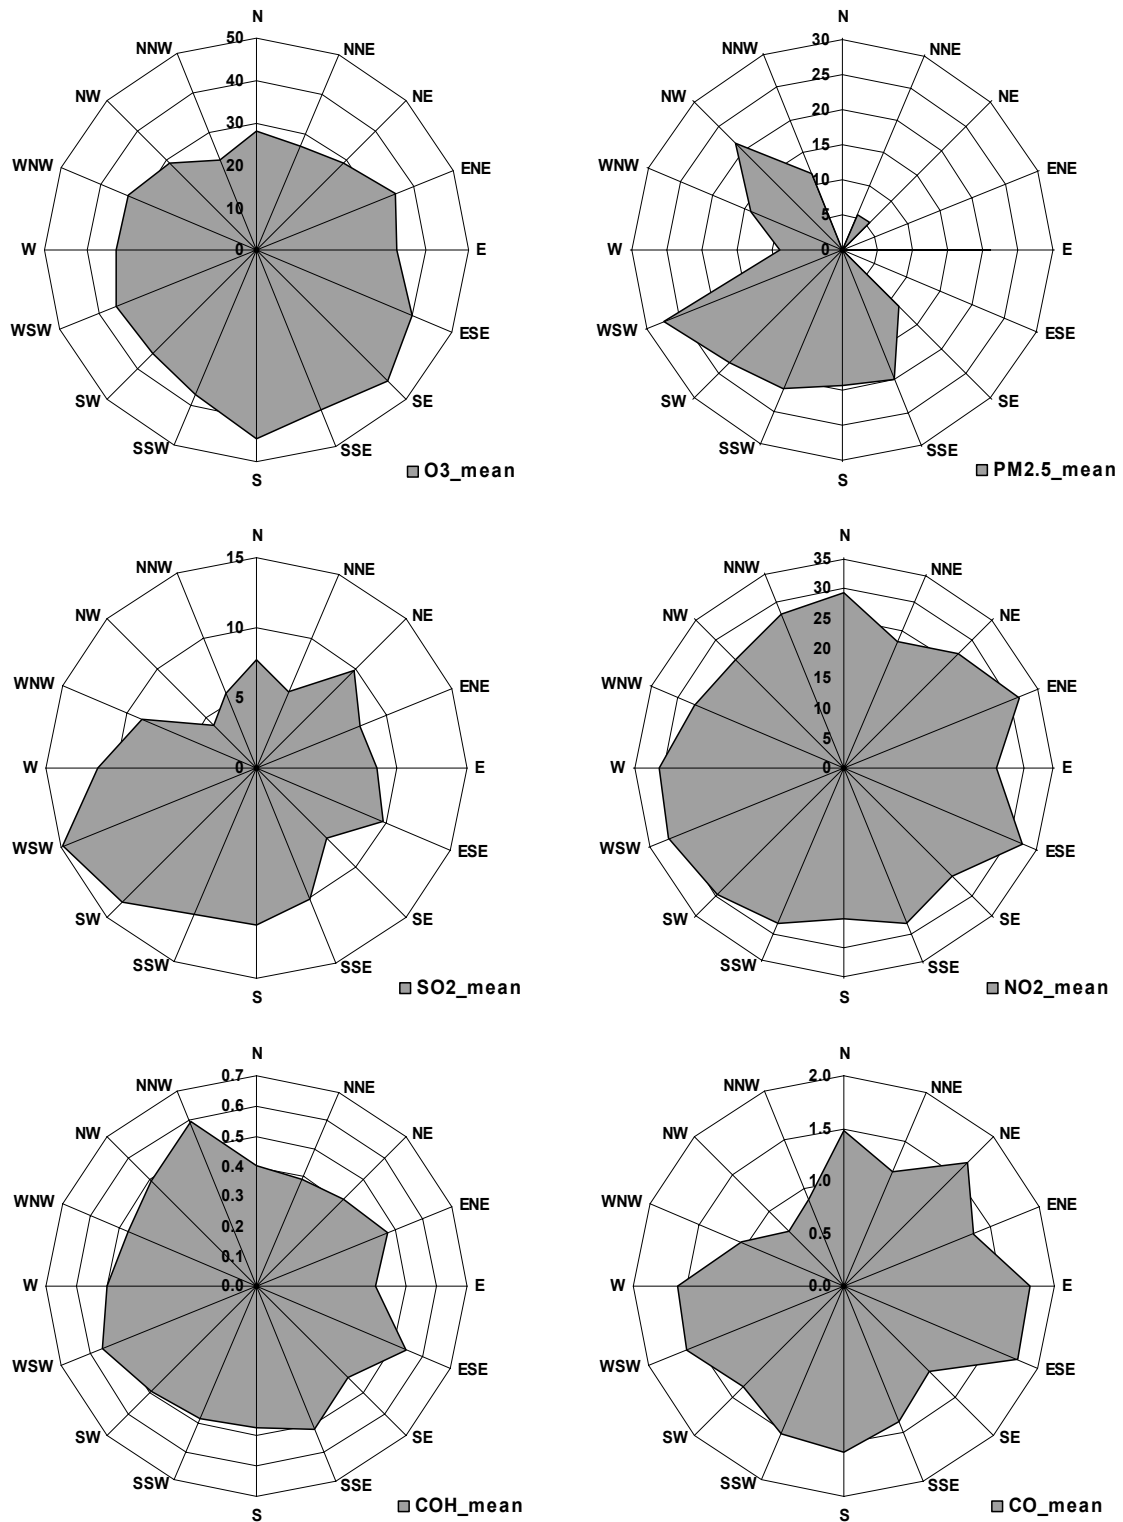 N
50
NNW
NNE
40
NW
NE
30
WNW
20
ENE
10
W
0
E
WSW
ESE
SW
SE
SSW
SSE
S
O3_mean
N
30
NNW
NNE
25
NW
NE
20
15
WNW
ENE
10
5
W
0
E
WSW
ESE
SW
SE
SSW
SSE
S
PM2.5_mean
N
15
NNW
NNE
NW
NE
10
WNW
ENE
5
W
0
E
WSW
ESE
SW
SE
SSW
SSE
S
SO2_mean
N
35
NNW
NNE
30
NW
NE
25
20
WNW
ENE
15
10
5
W
0
E
WSW
ESE
SW
SE
SSW
SSE
S
NO2_mean
N
0.7
NNW
NNE
0.6
NW
NE
0.5
0.4
WNW
ENE
0.3
0.2
0.1
W
0.0
E
WSW
ESE
SW
SE
SSW
SSE
S
COH_mean
N
2.0
NNW
NNE
1.5
NW
NE
1.0
WNW
ENE
0.5
W
0.0
E
WSW
ESE
SW
SE
SSW
SSE
S
CO_mean